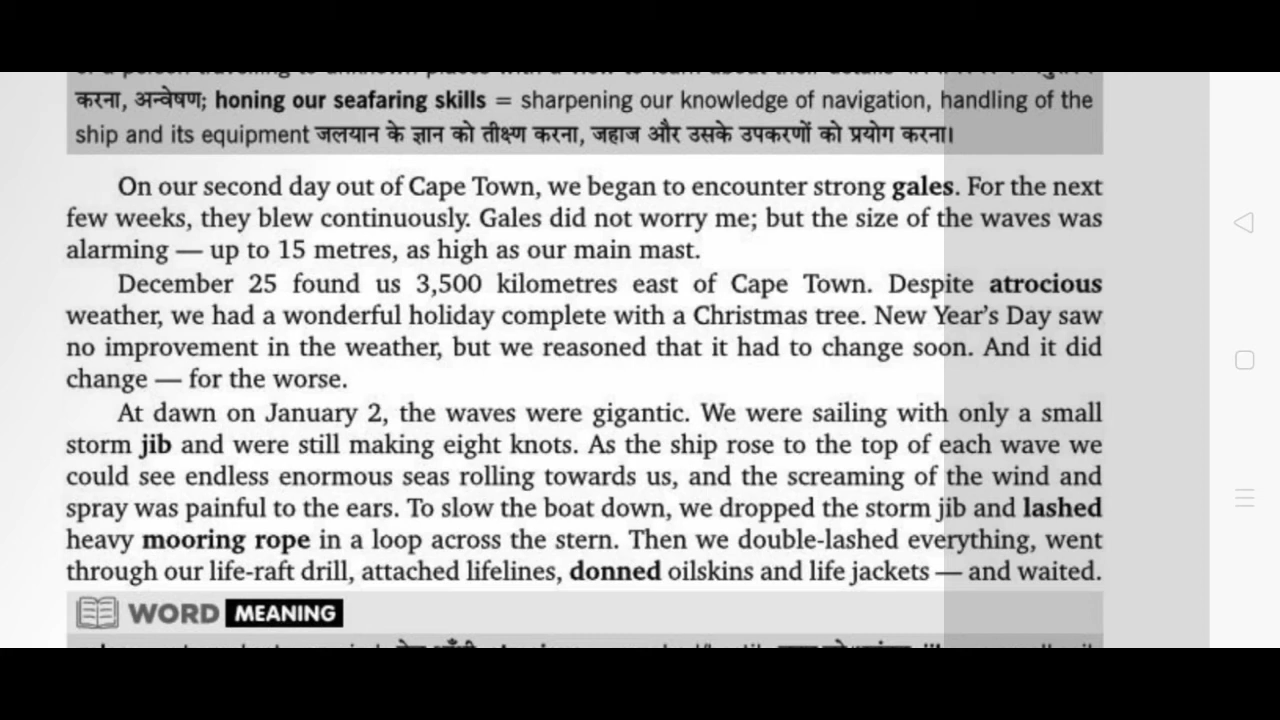 करना, अन्वेषण; honing our seafaring skills = sharpening our knowledge of navigation, handling of the
ship and its equipment जलयान के ज्ञान को तीक्ष्ण करना, जहाज और उसके उपकरणों को प्रयोग करना।
On our second day out of Cape Town, we began to encounter strong gales. For the next
few weeks, they blew continuously. Gales did not worry me; but the size of the waves was
alarming — up to 15 metres, as high as our main mast.
December 25 found us 3,500 kilometres east of Cape Town. Despite atrocious
weather, we had a wonderful holiday complete with a Christmas tree. New Year's Day saw
no improvement in the weather, but we reasoned that it had to change soon. And it did
change — for the worse.
At dawn on January 2, the waves were gigantic. We were sailing with only a small
storm jib and were still making eight knots. As the ship rose to the top of each wave we
could see endless enormous seas rolling towards us, and the screaming of the wind and
spray was painful to the ears. To slow the boat down, we dropped the storm jib and lashed
heavy mooring rope in a loop across the stern. Then we double-lashed everything, went
through our life-raft drill, attached lifelines, donned oilskins and life jackets — and waited.
WORD MEANING